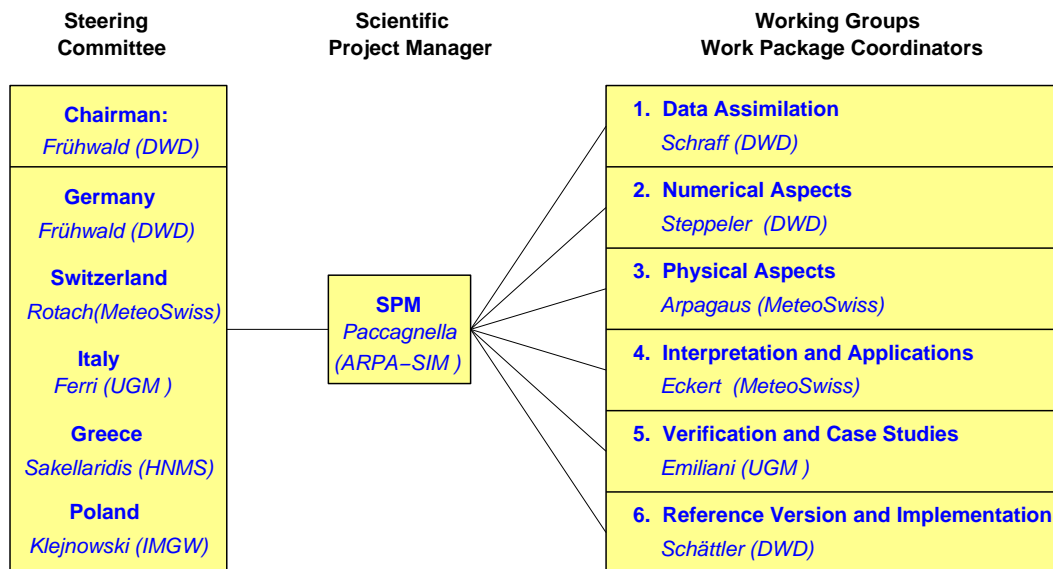 Steering
Committee
Scientific
Project Manager
Working Groups
Work Package Coordinators
Chairman:
Frühwald (DWD)
Germany
Frühwald (DWD)
Switzerland
Rotach(MeteoSwiss)
Italy
Ferri (UGM )
Greece
Sakellaridis (HNMS)
Poland
Klejnowski (IMGW)
SPM
Paccagnella
(ARPA−SIM )
1. Data Assimilation
Schraff (DWD)
2. Numerical Aspects
Steppeler (DWD)
3. Physical Aspects
Arpagaus (MeteoSwiss)
4. Interpretation and Applications
Eckert (MeteoSwiss)
5. Verification and Case Studies
Emiliani (UGM )
6. Reference Version and Implementation
Schättler (DWD)